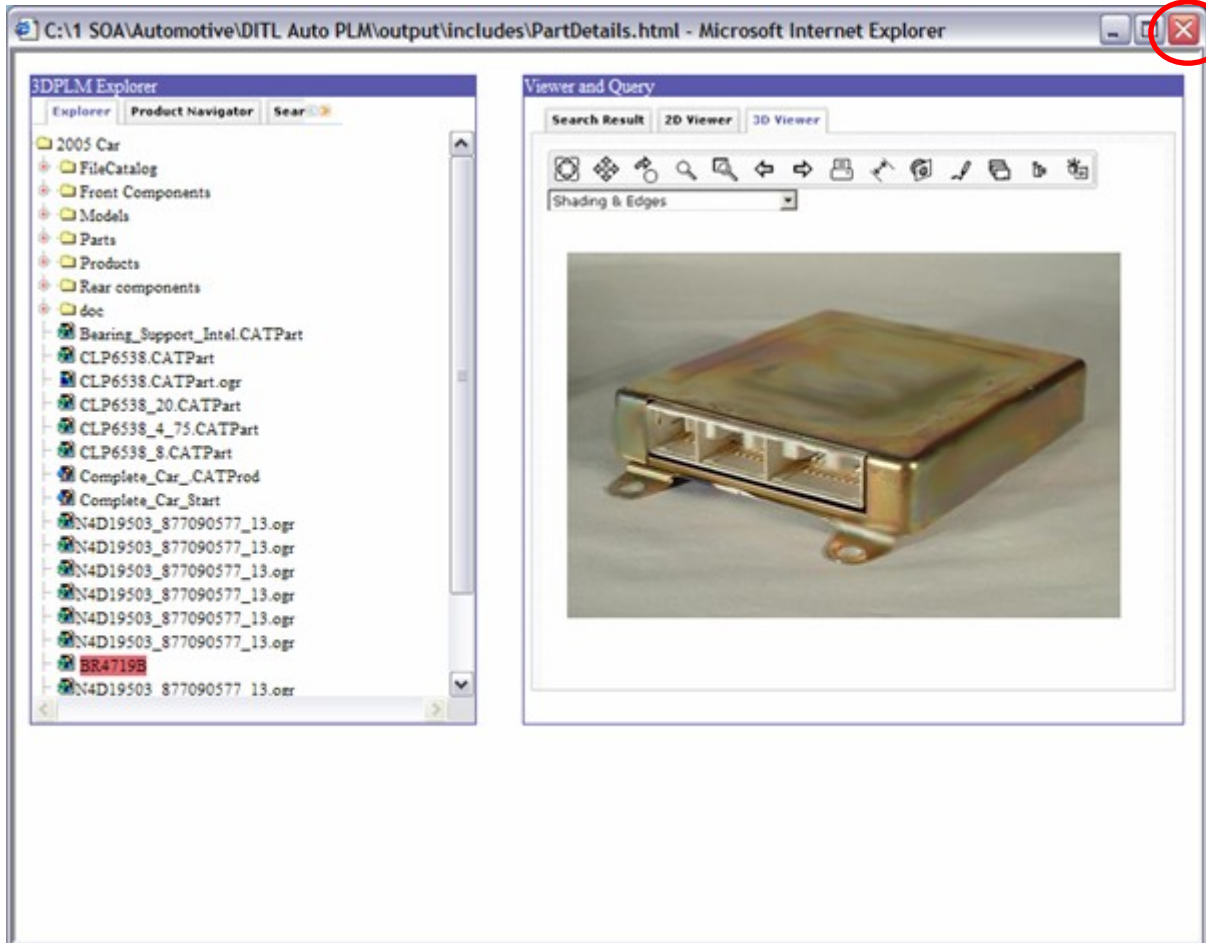 C:\1 SOA\Automotive\DITL Auto PLM\output\includes\PartDetails.html - Microsoft Internet Explorer
3DPLM Explorer
Explorer Product Navigator Sear
2005 Car
FileCatalog
Front Components
Models
Parts
Products
Rear components
doc
Bearing_Support_Intel.CATPart
CLP6538.CATPart
CLP6538.CATPart.ogr
CLP6538_20.CATPart
CLP6538_4_75.CATPart
CLP6538_8.CATPart
Complete_Car_.CATProd
Complete_Car_Start
N4D19503_877090577_13.ogr
N4D19503_877090577_13.ogr
N4D19503_877090577_13.ogr
N4D19503_877090577_13.ogr
N4D19503_877090577_13.ogr
N4D19503_877090577_13.ogr
BR4719B
N4D19503_877090577_13.ogr
Viewer and Query
Search Result 2D Viewer 3D Viewer
Shading & Edges